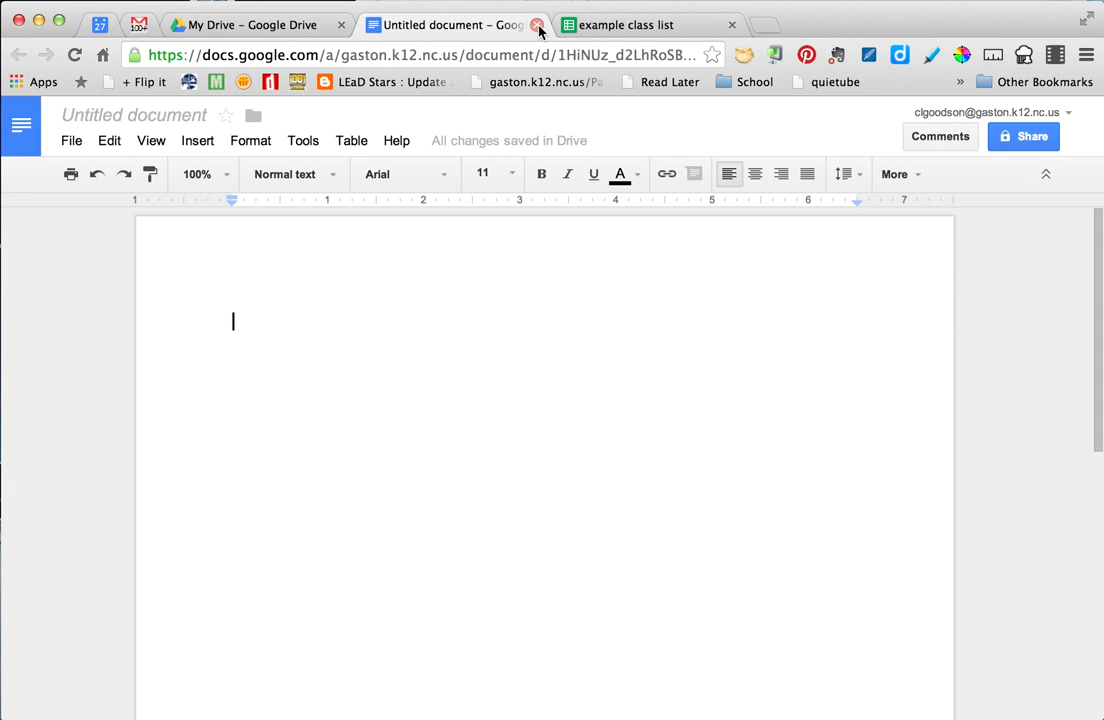 27 100+ My Drive – Google Drive Untitled document – Goog example class list
https://docs.google.com/a/gaston.k12.nc.us/document/d/1HiNUz_d2LhRoSB...
Apps + Flip it LEaD Stars : Update gaston.k12.nc.us/Pa Read Later School quietube » Other Bookmarks
Untitled document clgoodson@gaston.k12.nc.us
File Edit View Insert Format Tools Table Help All changes saved in Drive Comments Share
100% Normal text Arial 11 B I U A More
1 1 2 3 4 5 6 7